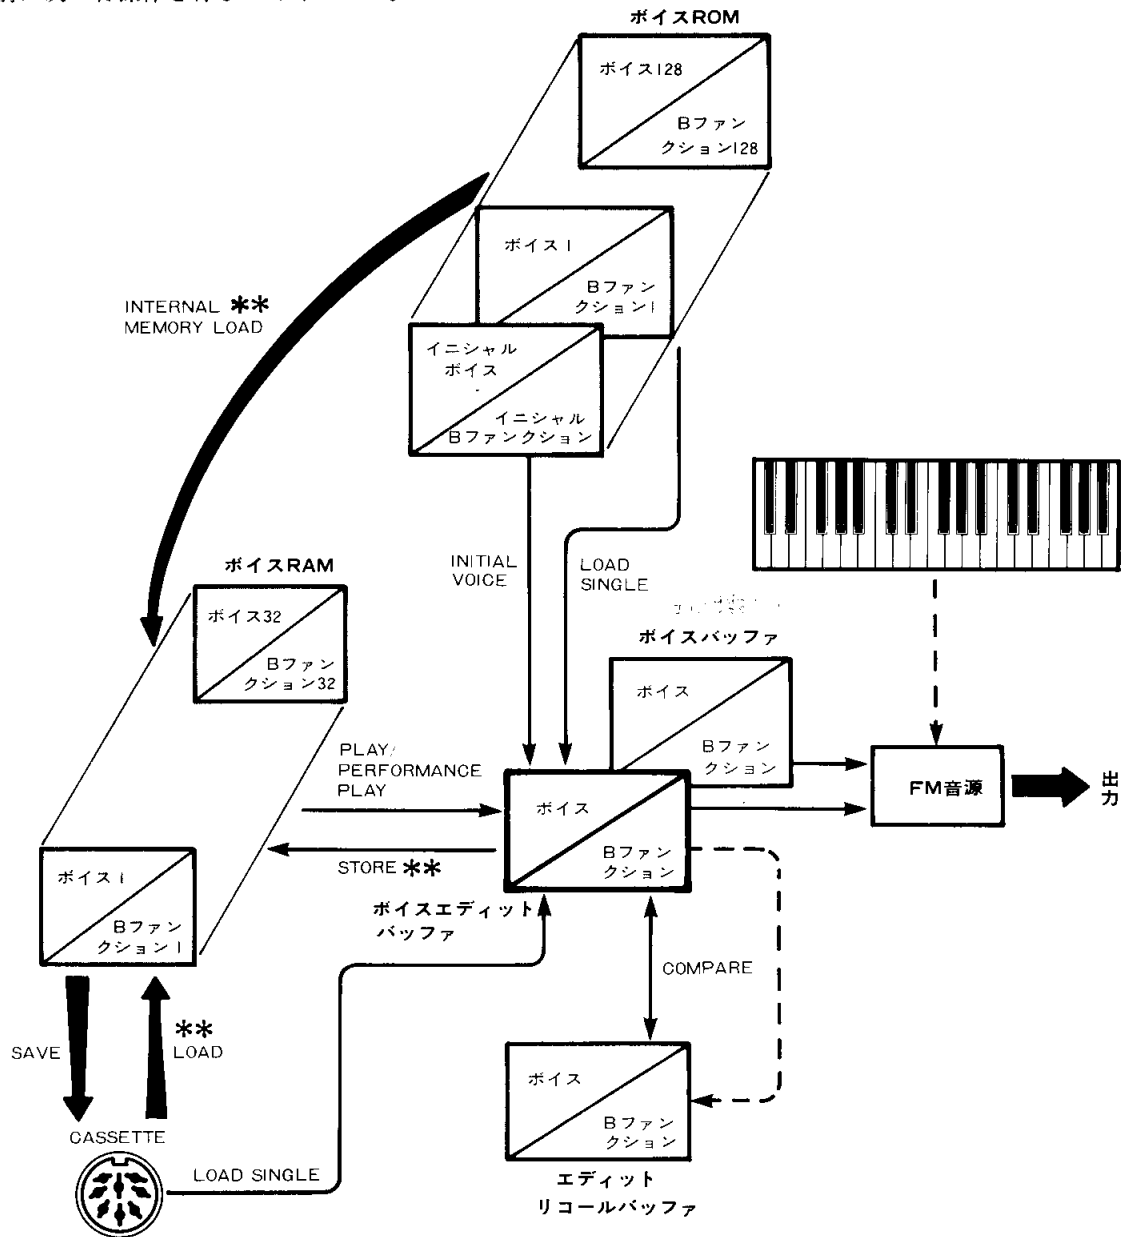 ボイスROM
ボイス128
Bファン
クション128
ボイス1
Bファン
クション1
イニシャル
ボイス
イニシャル
Bファンクション
INTERNAL **
MEMORY LOAD
INITIAL
VOICE
LOAD
SINGLE
ボイスRAM
ボイス32
Bファン
クション32
ボイス1
Bファン
クション1
PLAY/
PERFORMANCE
PLAY
STORE **
ボイスバッファ
ボイス
Bファン
クション
ボイス
Bファン
クション
ボイスエディット
バッファ
FM音源
出
力
COMPARE
ボイス
Bファン
クション
エディット
リコールバッファ
SAVE
**
LOAD
CASSETTE
LOAD SINGLE